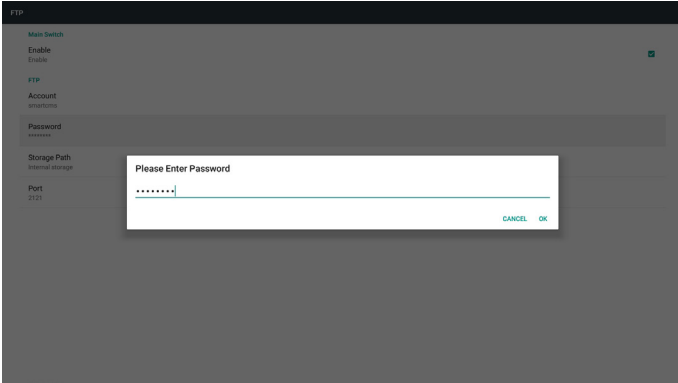 FTP
Main Switch
Enable
Enable
FTP
Account
smartcms
Password
********
Storage Path
Internal storage
Port
2121
Please Enter Password
••••••••
CANCEL OK